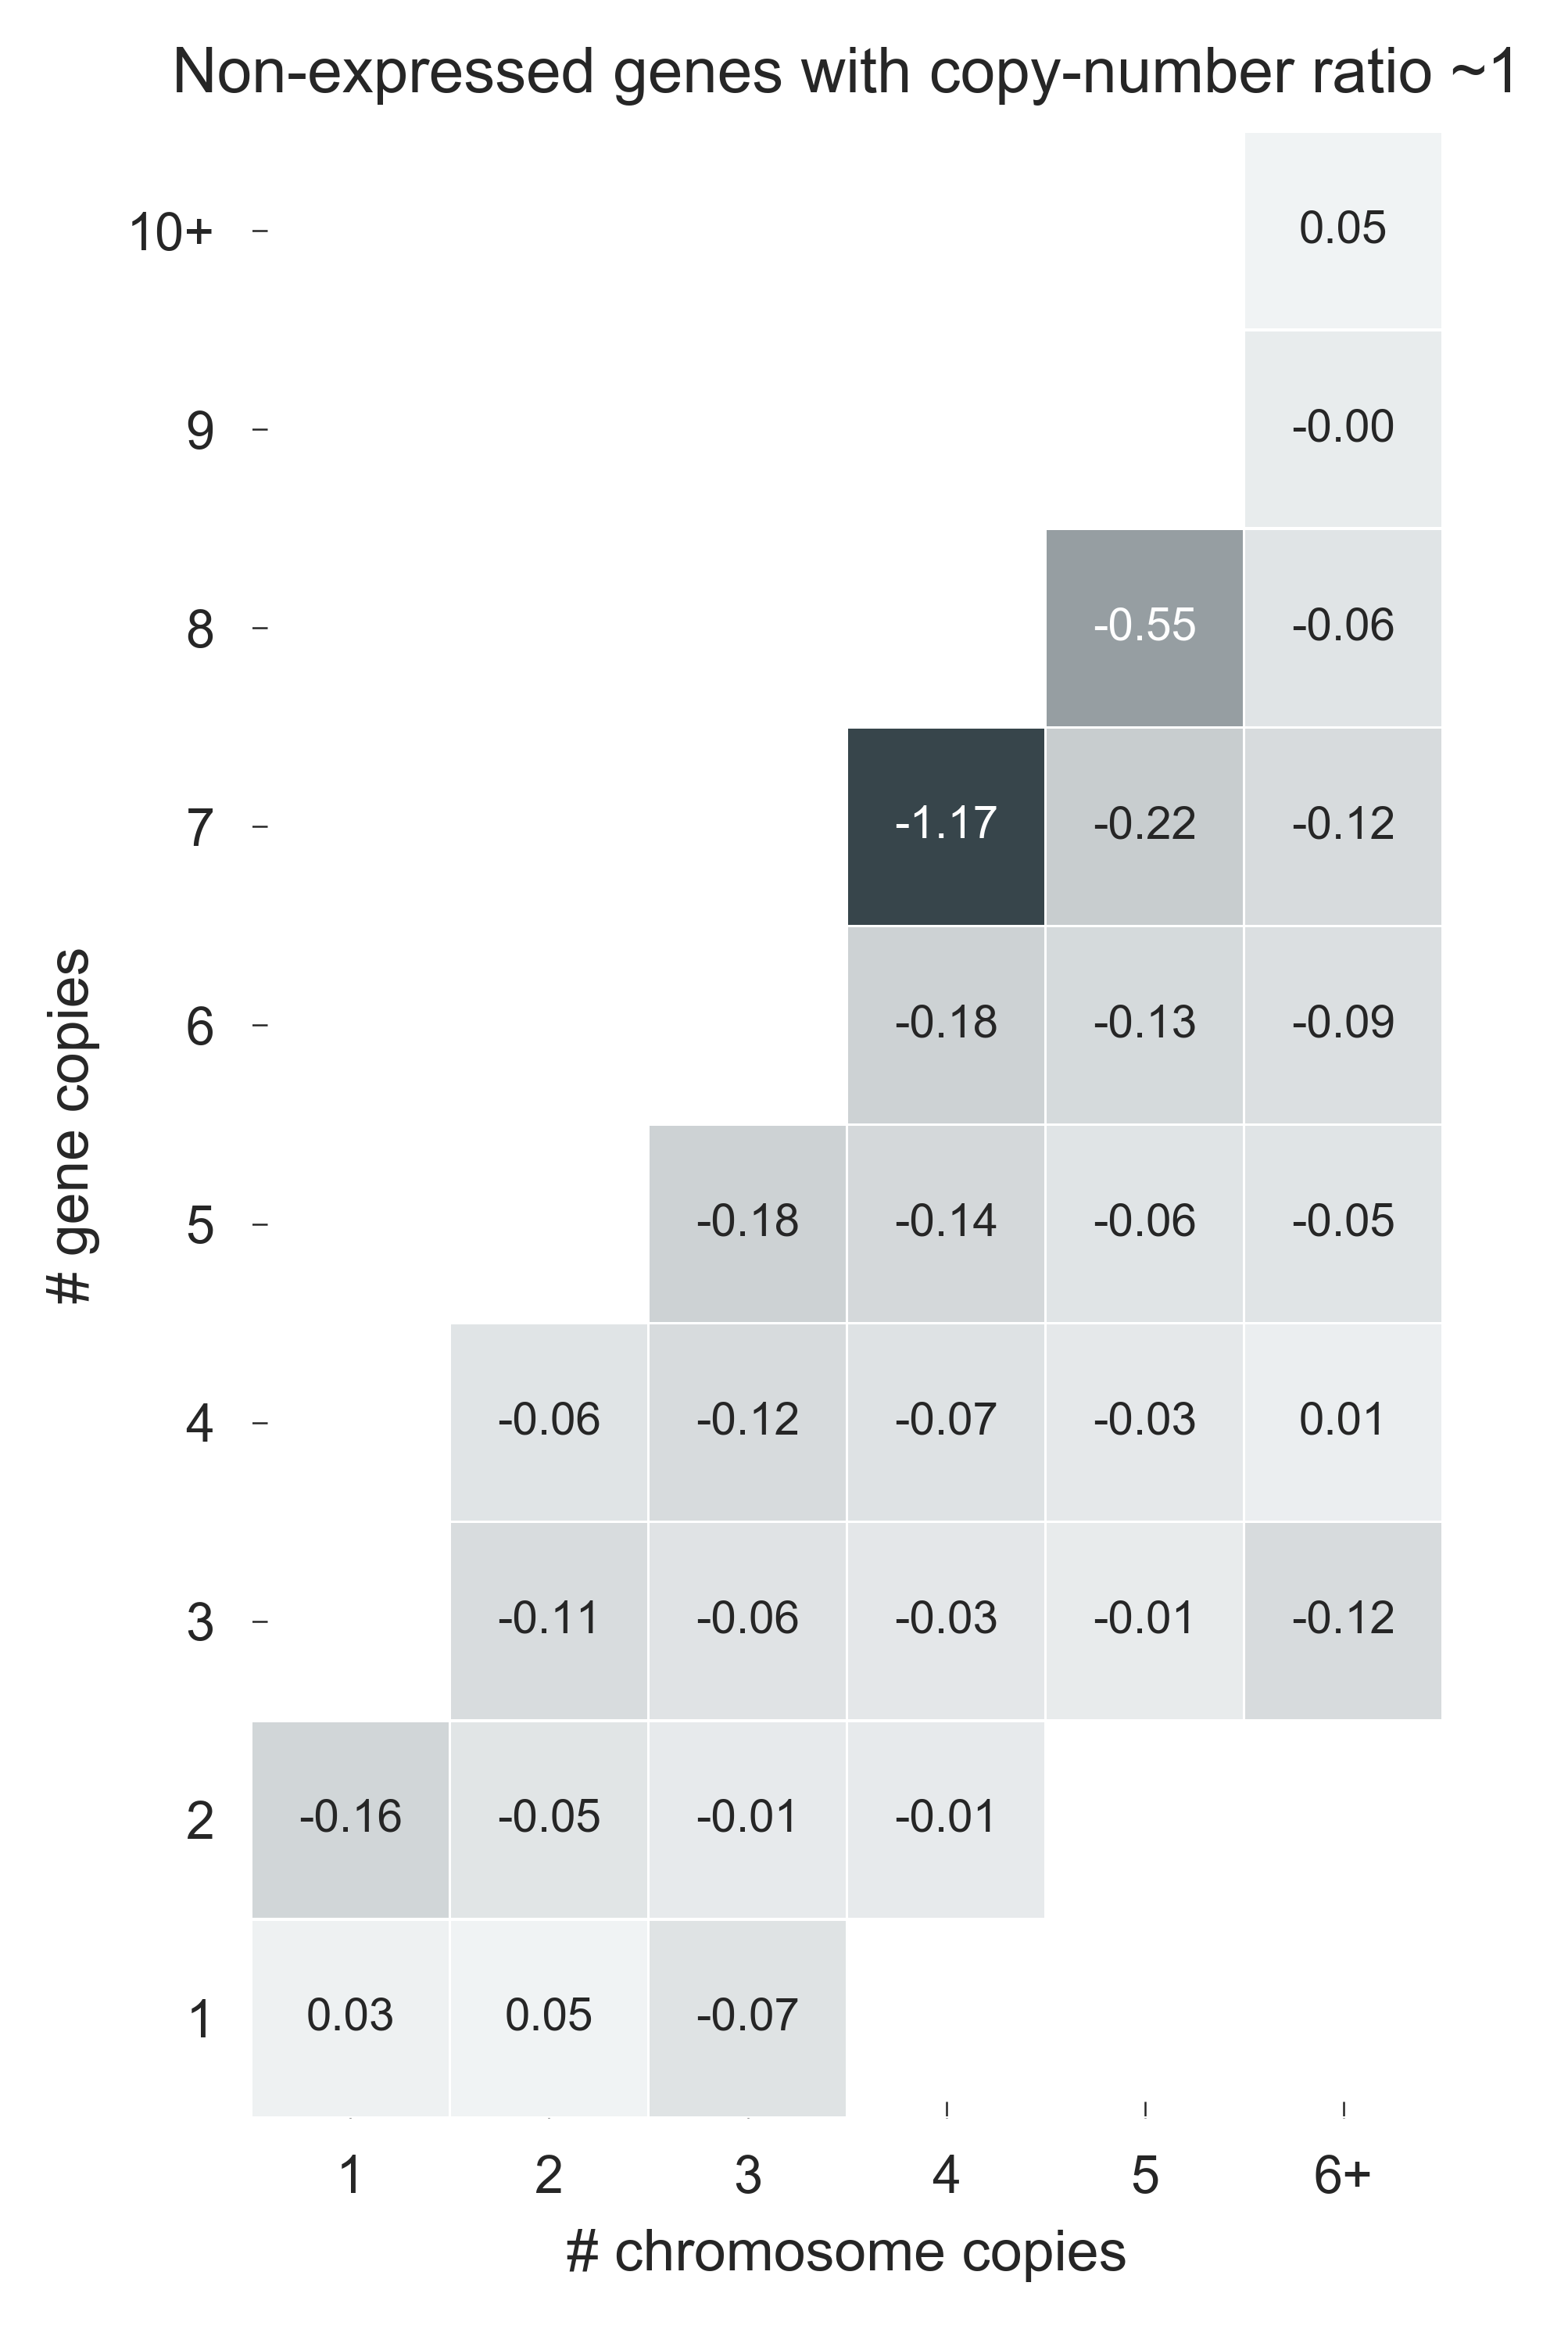 Non-expressed genes with copy-number ratio ~1
10+ 0.05
9 -0.00
8 -0.55 -0.06
7 -1.17 -0.22 -0.12
6 -0.18 -0.13 -0.09
5 -0.18 -0.14 -0.06 -0.05
4 -0.06 -0.12 -0.07 -0.03 0.01
3 -0.11 -0.06 -0.03 -0.01 -0.12
2 -0.16 -0.05 -0.01 -0.01
1 0.03 0.05 -0.07
# gene copies
1 2 3 4 5 6+
# chromosome copies